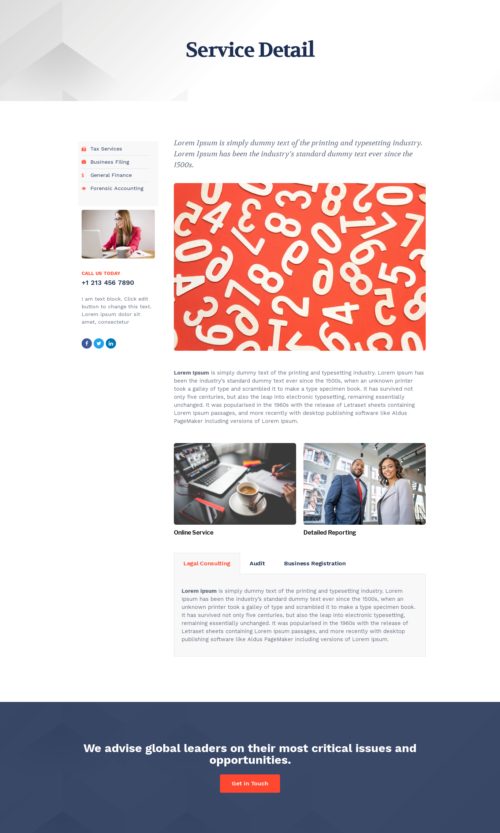 Service Detail
Tax Services
Business Filing
General Finance
Forensic Accounting
CALL US TODAY
+1 213 456 7890
I am text block. Click edit
button to change this text.
Lorem ipsum dolor sit
amet, consectetur
Lorem Ipsum is simply dummy text of the printing and typesetting industry.
Lorem Ipsum has been the industry's standard dummy text ever since the
1500s.
Lorem Ipsum is simply dummy text of the printing and typesetting industry. Lorem Ipsum has been
the industry's standard dummy text ever since the 1500s, when an unknown printer
took a galley of type and scrambled it to make a type specimen book. It has survived not
only five centuries, but also the leap into electronic typesetting, remaining essentially
unchanged. It was popularised in the 1960s with the release of Letraset sheets containing
Lorem Ipsum passages, and more recently with desktop publishing software like Aldus
PageMaker including versions of Lorem Ipsum.
Online Service
Detailed Reporting
Legal Consulting Audit Business Registration
Lorem Ipsum is simply dummy text of the printing and typesetting industry. Lorem
Ipsum has been the industry's standard dummy text ever since the 1500s, when an
unknown printer took a galley of type and scrambled it to make a type specimen book.
It has survived not only five centuries, but also the leap into electronic typesetting,
remaining essentially unchanged. It was popularised in the 1960s with the release of
Letraset sheets containing Lorem Ipsum passages, and more recently with desktop
publishing software like Aldus PageMaker including versions of Lorem Ipsum.
We advise global leaders on their most critical issues and
opportunities.
Get in Touch